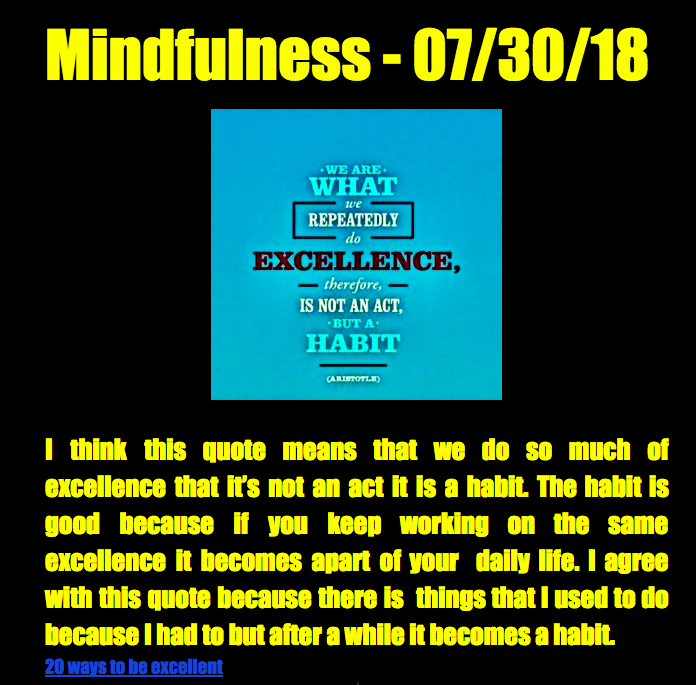 Mindfulness - 07/30/18
·WE ARE·
WHAT
we
REPEATEDLY
do
EXCELLENCE,
therefore,
IS NOT AN ACT,
·BUT A·
HABIT
(ARISTOTLE)
I think this quote means that we do so much of
excellence that it's not an act it is a habit. The habit is
good because if you keep working on the same
excellence it becomes apart of your daily life. I agree
with this quote because there is things that I used to do
because I had to but after a while it becomes a habit.
20 ways to be excellent